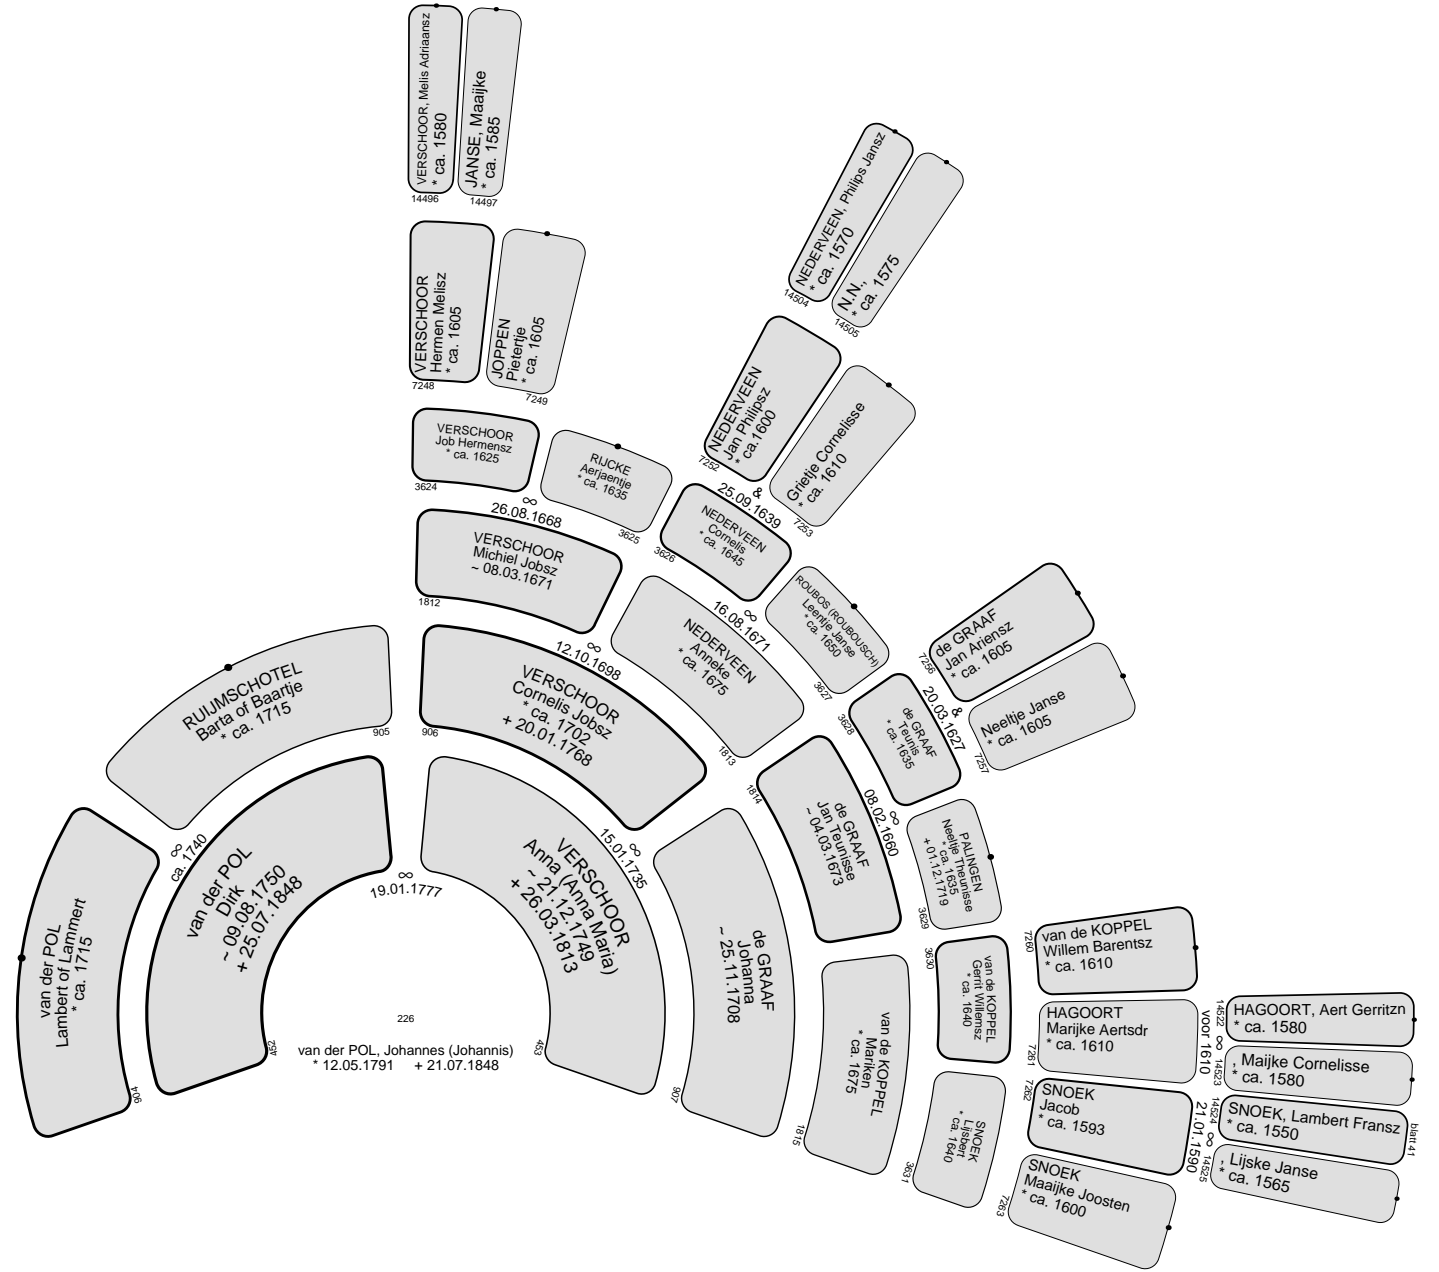 VERSCHOOR, Melis Adriaansz
* ca. 1580
14496
JANSE, Maaijke
* ca. 1585
14497
VERSCHOOR
Hermen Melisz
* ca. 1605
7248
JOPPEN
Pietertje
* ca. 1605
7249
NEDERVEEN, Philips Jansz
* ca. 1570
14504
N.N.,
* ca. 1575
14505
NEDERVEEN
Jan Philipsz
* ca.1600
7252
&
25.09.1639
Grietje Cornelisse
* ca. 1610
7253
VERSCHOOR
Job Hermensz
* ca. 1625
3624
∞
26.08.1668
RIJCKE
Aerjaentje
* ca. 1635
3625
NEDERVEEN
Cornelis
* ca. 1645
3626
∞
16.08.1671
ROUBOS (ROUBOUSCH)
Leentje Janse
* ca. 1650
3627
de GRAAF
Jan Ariensz
* ca. 1605
7256
&
20.03.1627
Neeltje Janse
* ca. 1605
7257
de GRAAF
Teunis
* ca. 1635
3628
∞
08.02.1660
PALINGEN
Neeltje Theunisse
* ca. 1635
+ 01.12.1719
3629
VERSCHOOR
Michiel Jobsz
~ 08.03.1671
1812
∞
12.10.1698
NEDERVEEN
Anneke
* ca. 1675
1813
de GRAAF
Jan Teunisse
~ 04.03.1673
1814
van de KOPPEL
Mariken
* ca. 1675
1815
van de KOPPEL
Gerrit Willemsz
* ca. 1640
3630
SNOEK
Lijsbert
* ca. 1640
3631
van de KOPPEL
Willem Barentsz
* ca. 1610
7260
HAGOORT
Marijke Aertsdr
* ca. 1610
7261
SNOEK
Jacob
* ca. 1593
7262
SNOEK
Maaijke Joosten
* ca. 1600
7263
HAGOORT, Aert Gerritzn
* ca. 1580
14522
∞
voor 1610
, Maijke Cornelisse
* ca. 1580
14523
SNOEK, Lambert Fransz
* ca. 1550
14524
blatt 41
∞
21.01.1590
, Lijske Janse
* ca. 1565
14525
RUIJMSCHOTEL
Barta of Baartje
* ca. 1715
905
VERSCHOOR
Cornelis Jobsz
* ca. 1702
+ 20.01.1768
906
∞
15.01.1735
de GRAAF
Johanna
~ 25.11.1708
907
van der POL
Lambert of Lammert
* ca. 1715
904
∞
ca. 1740
van der POL
Dirk
~ 09.08.1750
+ 25.07.1848
452
∞
19.01.1777
VERSCHOOR
Anna (Anna Maria)
~ 21.12.1749
+ 26.03.1813
453
226
van der POL, Johannes (Johannis)
* 12.05.1791 + 21.07.1848